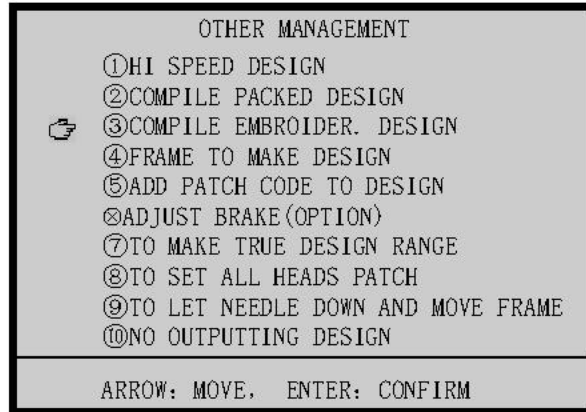 OTHER MANAGEMENT
①HI SPEED DESIGN
②COMPILE PACKED DESIGN
③COMPILE EMBROIDER. DESIGN
④FRAME TO MAKE DESIGN
⑤ADD PATCH CODE TO DESIGN
⊗ADJUST BRAKE(OPTION)
⑦TO MAKE TRUE DESIGN RANGE
⑧TO SET ALL HEADS PATCH
⑨TO LET NEEDLE DOWN AND MOVE FRAME
⑩NO OUTPUTTING DESIGN
ARROW: MOVE, ENTER: CONFIRM